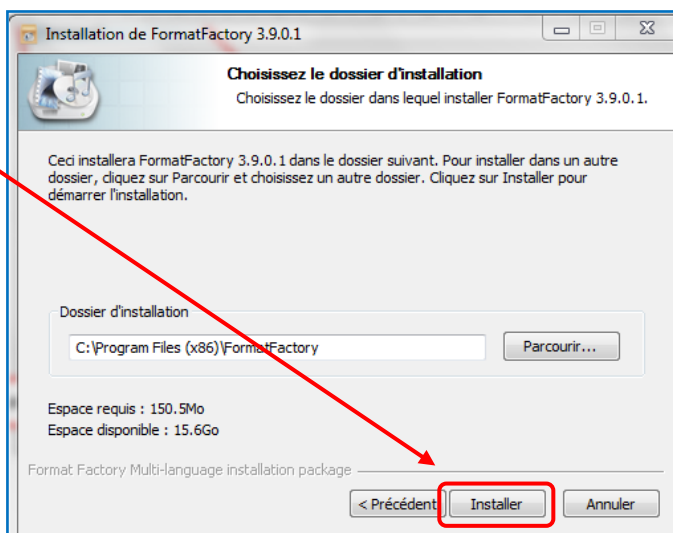 Installation de FormatFactory 3.9.0.1
Choisissez le dossier d'installation
Choisissez le dossier dans lequel installer FormatFactory 3.9.0.1.
Ceci installera FormatFactory 3.9.0.1 dans le dossier suivant. Pour installer dans un autre
dossier, cliquez sur Parcourir et choisissez un autre dossier. Cliquez sur Installer pour
démarrer l'installation.
Dossier d'installation
C:\Program Files (x86)\FormatFactory
Parcourir...
Espace requis : 150.5Mo
Espace disponible : 15.6Go
Format Factory Multi-language installation package
< Précédent Installer Annuler